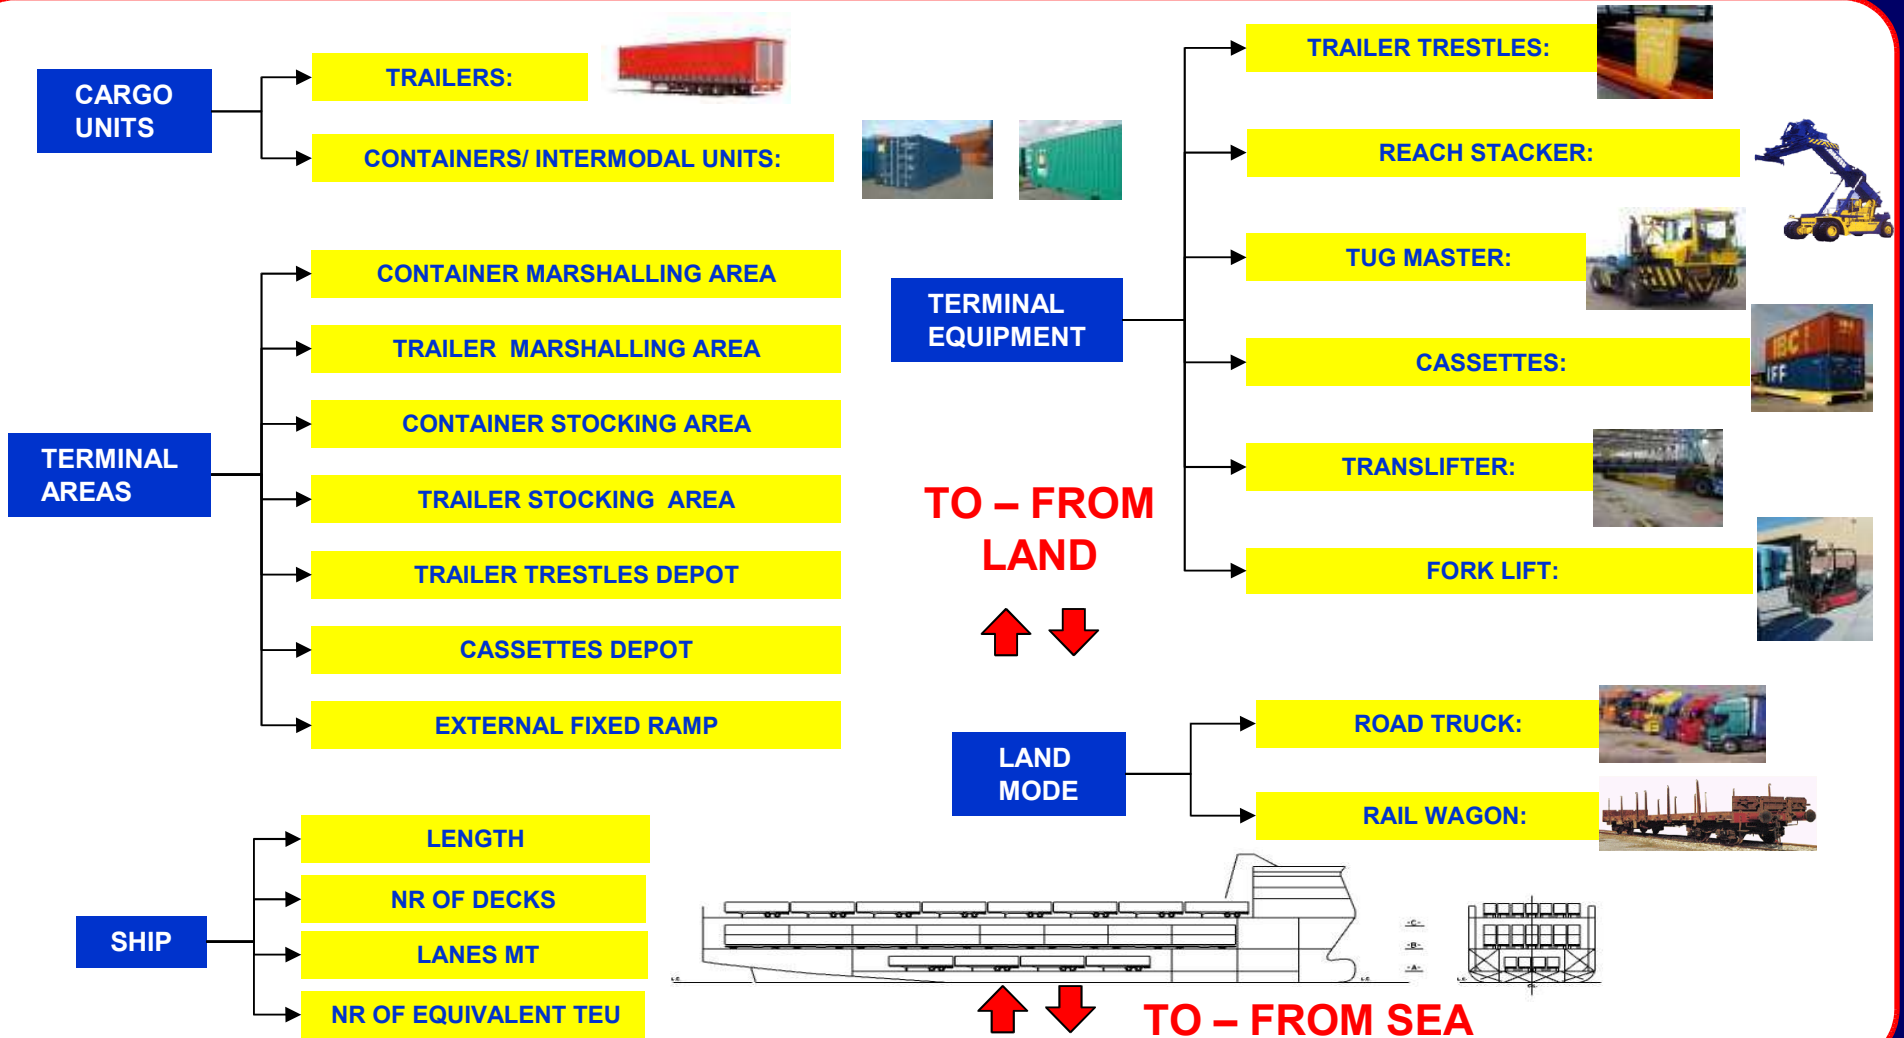 CARGO
UNITS
TRAILERS:
CONTAINERS/ INTERMODAL UNITS:
TERMINAL
AREAS
CONTAINER MARSHALLING AREA
TRAILER MARSHALLING AREA
CONTAINER STOCKING AREA
TRAILER STOCKING AREA
TRAILER TRESTLES DEPOT
CASSETTES DEPOT
EXTERNAL FIXED RAMP
SHIP
LENGTH
NR OF DECKS
LANES MT
NR OF EQUIVALENT TEU
TERMINAL
EQUIPMENT
TRAILER TRESTLES:
REACH STACKER:
TUG MASTER:
CASSETTES:
IBC
IFF
TRANSLIFTER:
FORK LIFT:
TO – FROM
LAND
LAND
MODE
ROAD TRUCK:
RAIL WAGON:
-C-
-B-
-A-
TO – FROM SEA